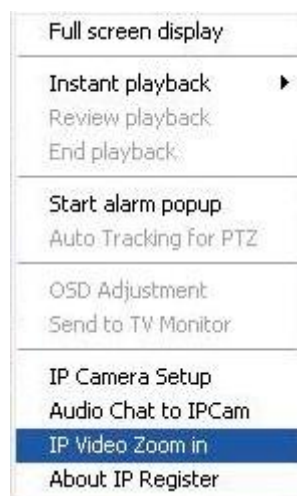 Full screen display
Instant playback
Review playback
End playback
Start alarm popup
Auto Tracking for PTZ
OSD Adjustment
Send to TV Monitor
IP Camera Setup
Audio Chat to IPCam
IP Video Zoom in
About IP Register